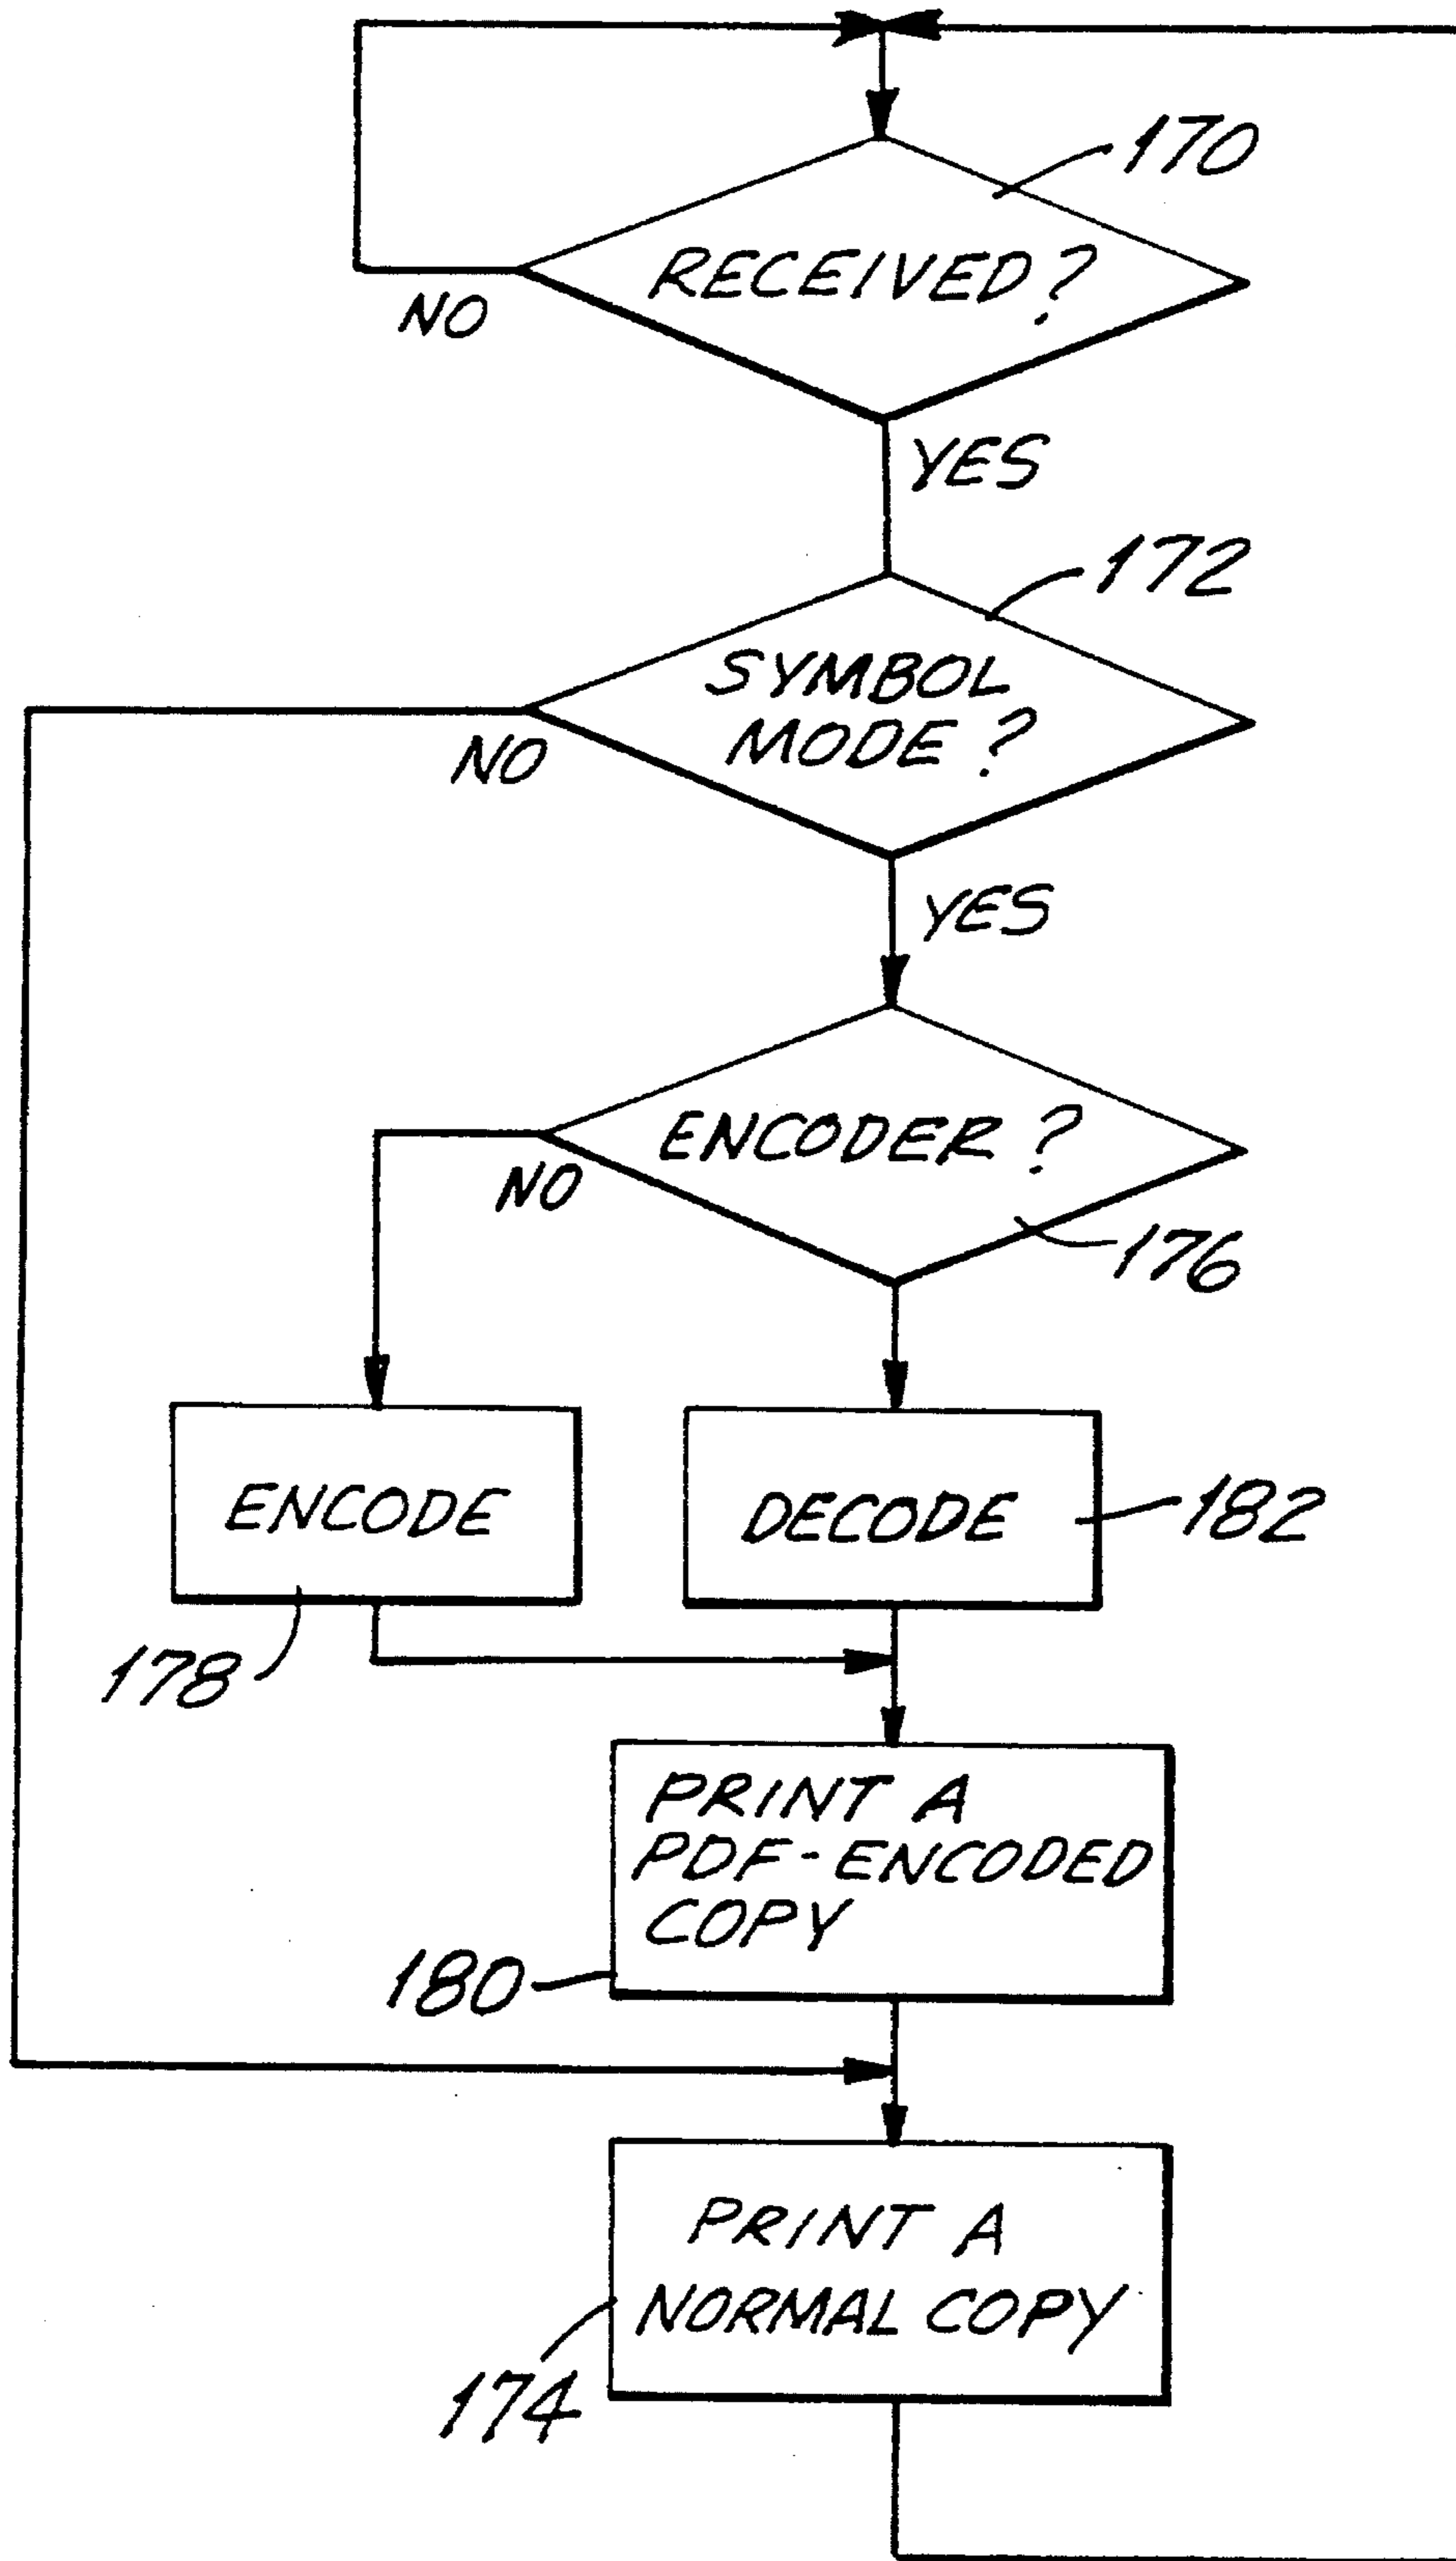 170
RECEIVED?
NO
YES
172
SYMBOL
MODE?
NO
YES
ENCODER?
NO
176
ENCODE
DECODE
182
178
PRINT A
PDF-ENCODED
COPY
180
PRINT A
NORMAL COPY
174